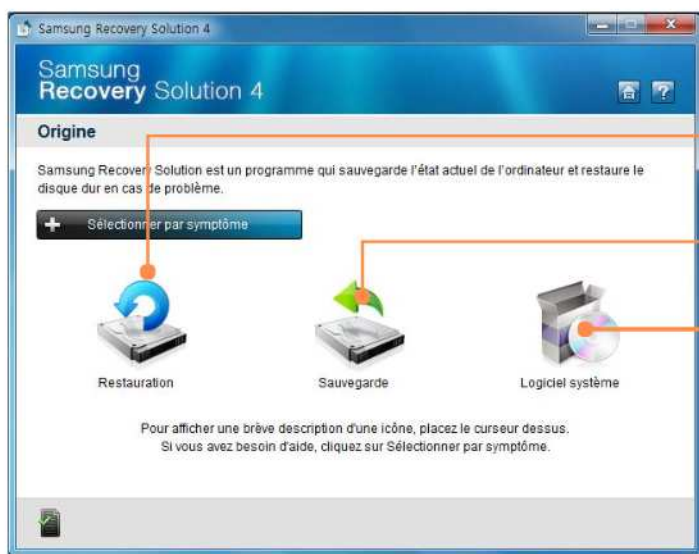 Samsung Recovery Solution 4
Samsung
Recovery Solution 4
Origine
Samsung Recovery Solution est un programme qui sauvegarde l'état actuel de l'ordinateur et restaure le
disque dur en cas de problème.
Sélectionner par symptôme
Restauration
Sauvegarde
Logiciel système
Pour afficher une brève description d'une icône, placez le curseur dessus.
Si vous avez besoin d'aide, cliquez sur Sélectionner par symptôme.